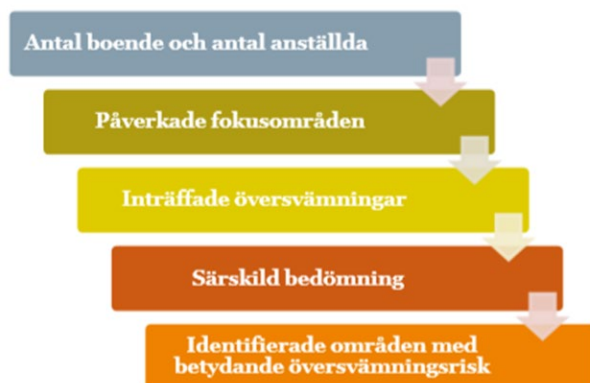 Antal boende och antal anställda
Påverkade fokusområden
Inträffade översvämningar
Särskild bedömning
Identifierade områden med
betydande översvämningsrisk